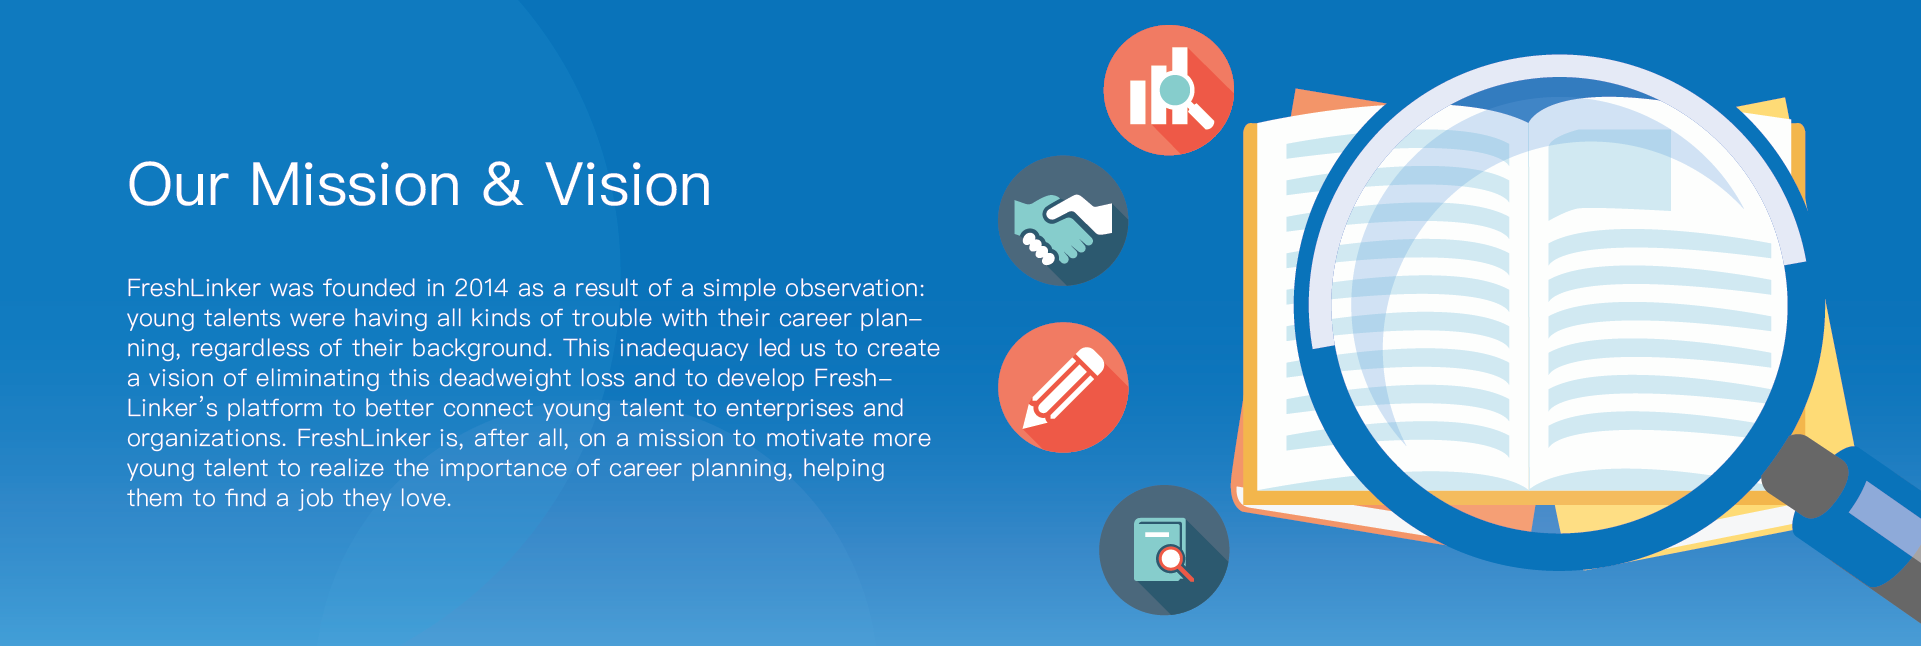 Our Mission & Vision
FreshLinker was founded in 2014 as a result of a simple observation:
young talents were having all kinds of trouble with their career plan-
ning, regardless of their background. This inadequacy led us to create
a vision of eliminating this deadweight loss and to develop Fresh-
Linker’s platform to better connect young talent to enterprises and
organizations. FreshLinker is, after all, on a mission to motivate more
young talent to realize the importance of career planning, helping
them to find a job they love.